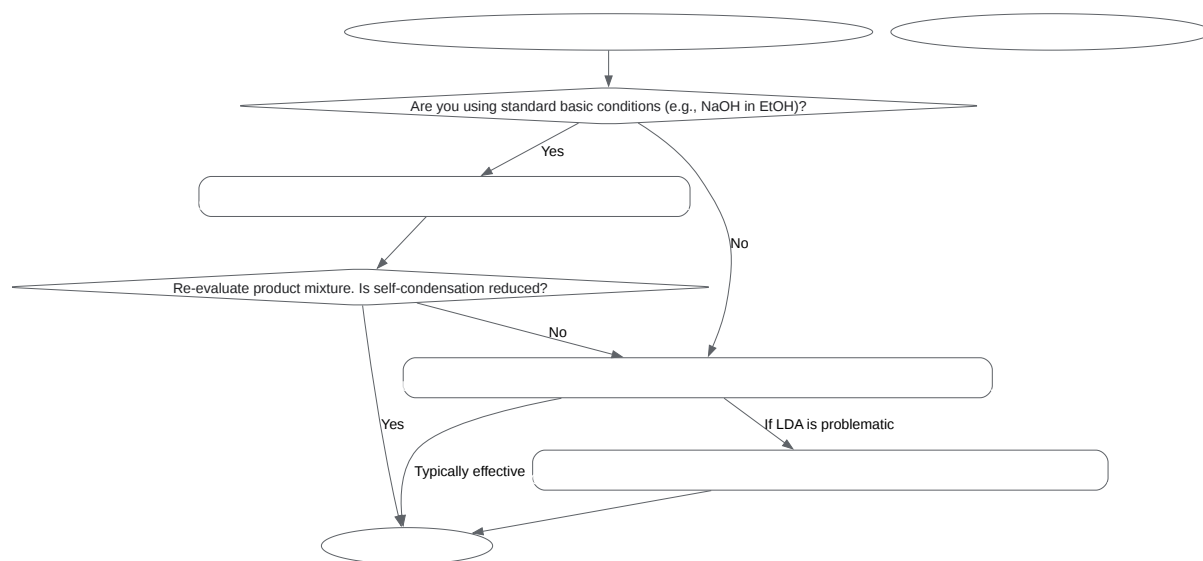 Are you using standard basic conditions (e.g., NaOH in EtOH)?
Yes
No
Re-evaluate product mixture. Is self-condensation reduced?
No
Yes
If LDA is problematic
Typically effective